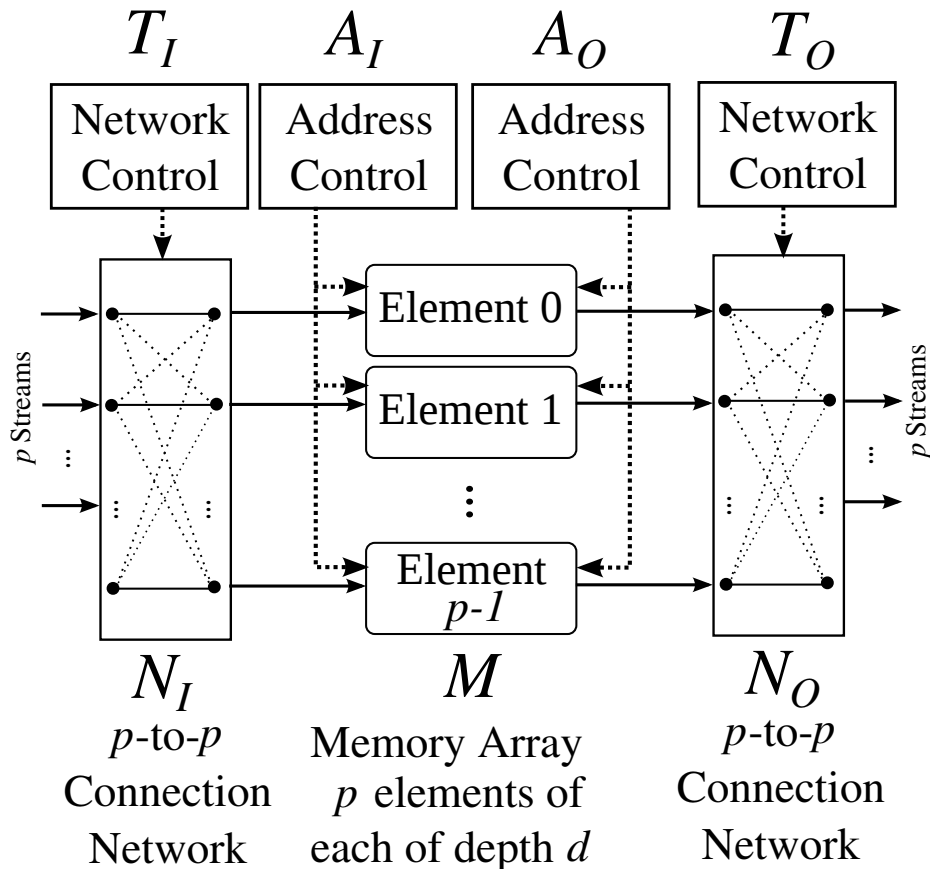 T_I
A_I
A_O
T_O
Network
Control
Address
Control
Address
Control
Network
Control
p Streams
...
...
...
Element 0
Element 1
...
Element
p-1
...
...
...
p Streams
N_I
p-to-p
Connection
Network
M
Memory Array
p elements of
each of depth d
N_O
p-to-p
Connection
Network